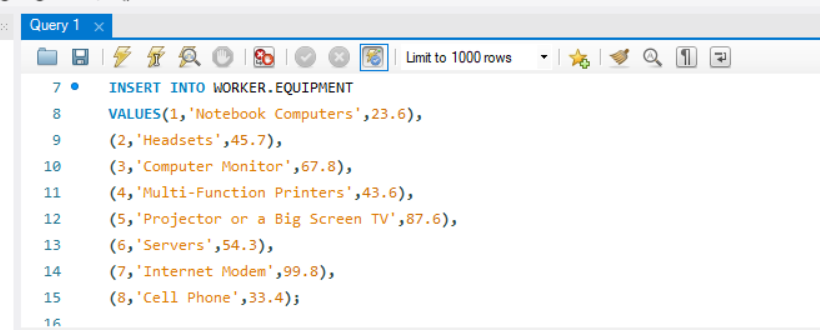 Query 1
Limit to 1000 rows
7 INSERT INTO WORKER.EQUIPMENT
8 VALUES(1,'Notebook Computers',23.6),
9 (2,'Headsets',45.7),
10 (3,'Computer Monitor',67.8),
11 (4,'Multi-Function Printers',43.6),
12 (5,'Projector or a Big Screen TV',87.6),
13 (6,'Servers',54.3),
14 (7,'Internet Modem',99.8),
15 (8,'Cell Phone',33.4);
16